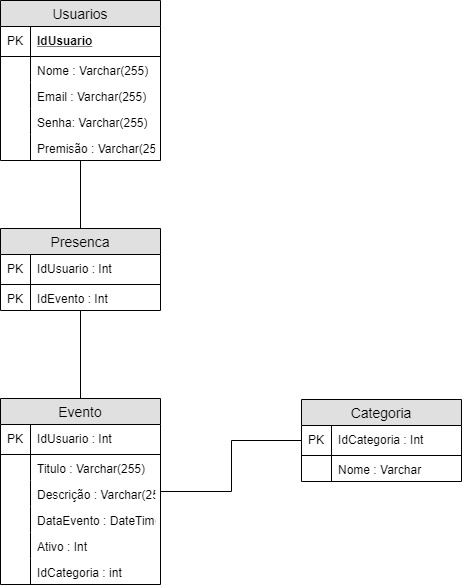 Usuarios
PK IdUsuario
Nome : Varchar(255)
Email : Varchar(255)
Senha: Varchar(255)
Premisão : Varchar(25
Presenca
PK IdUsuario : Int
PK IdEvento : Int
Evento
PK IdUsuario : Int
Titulo : Varchar(255)
Descrição : Varchar(25
DataEvento : DateTim
Ativo : Int
IdCategoria : int
Categoria
PK IdCategoria : Int
Nome : Varchar